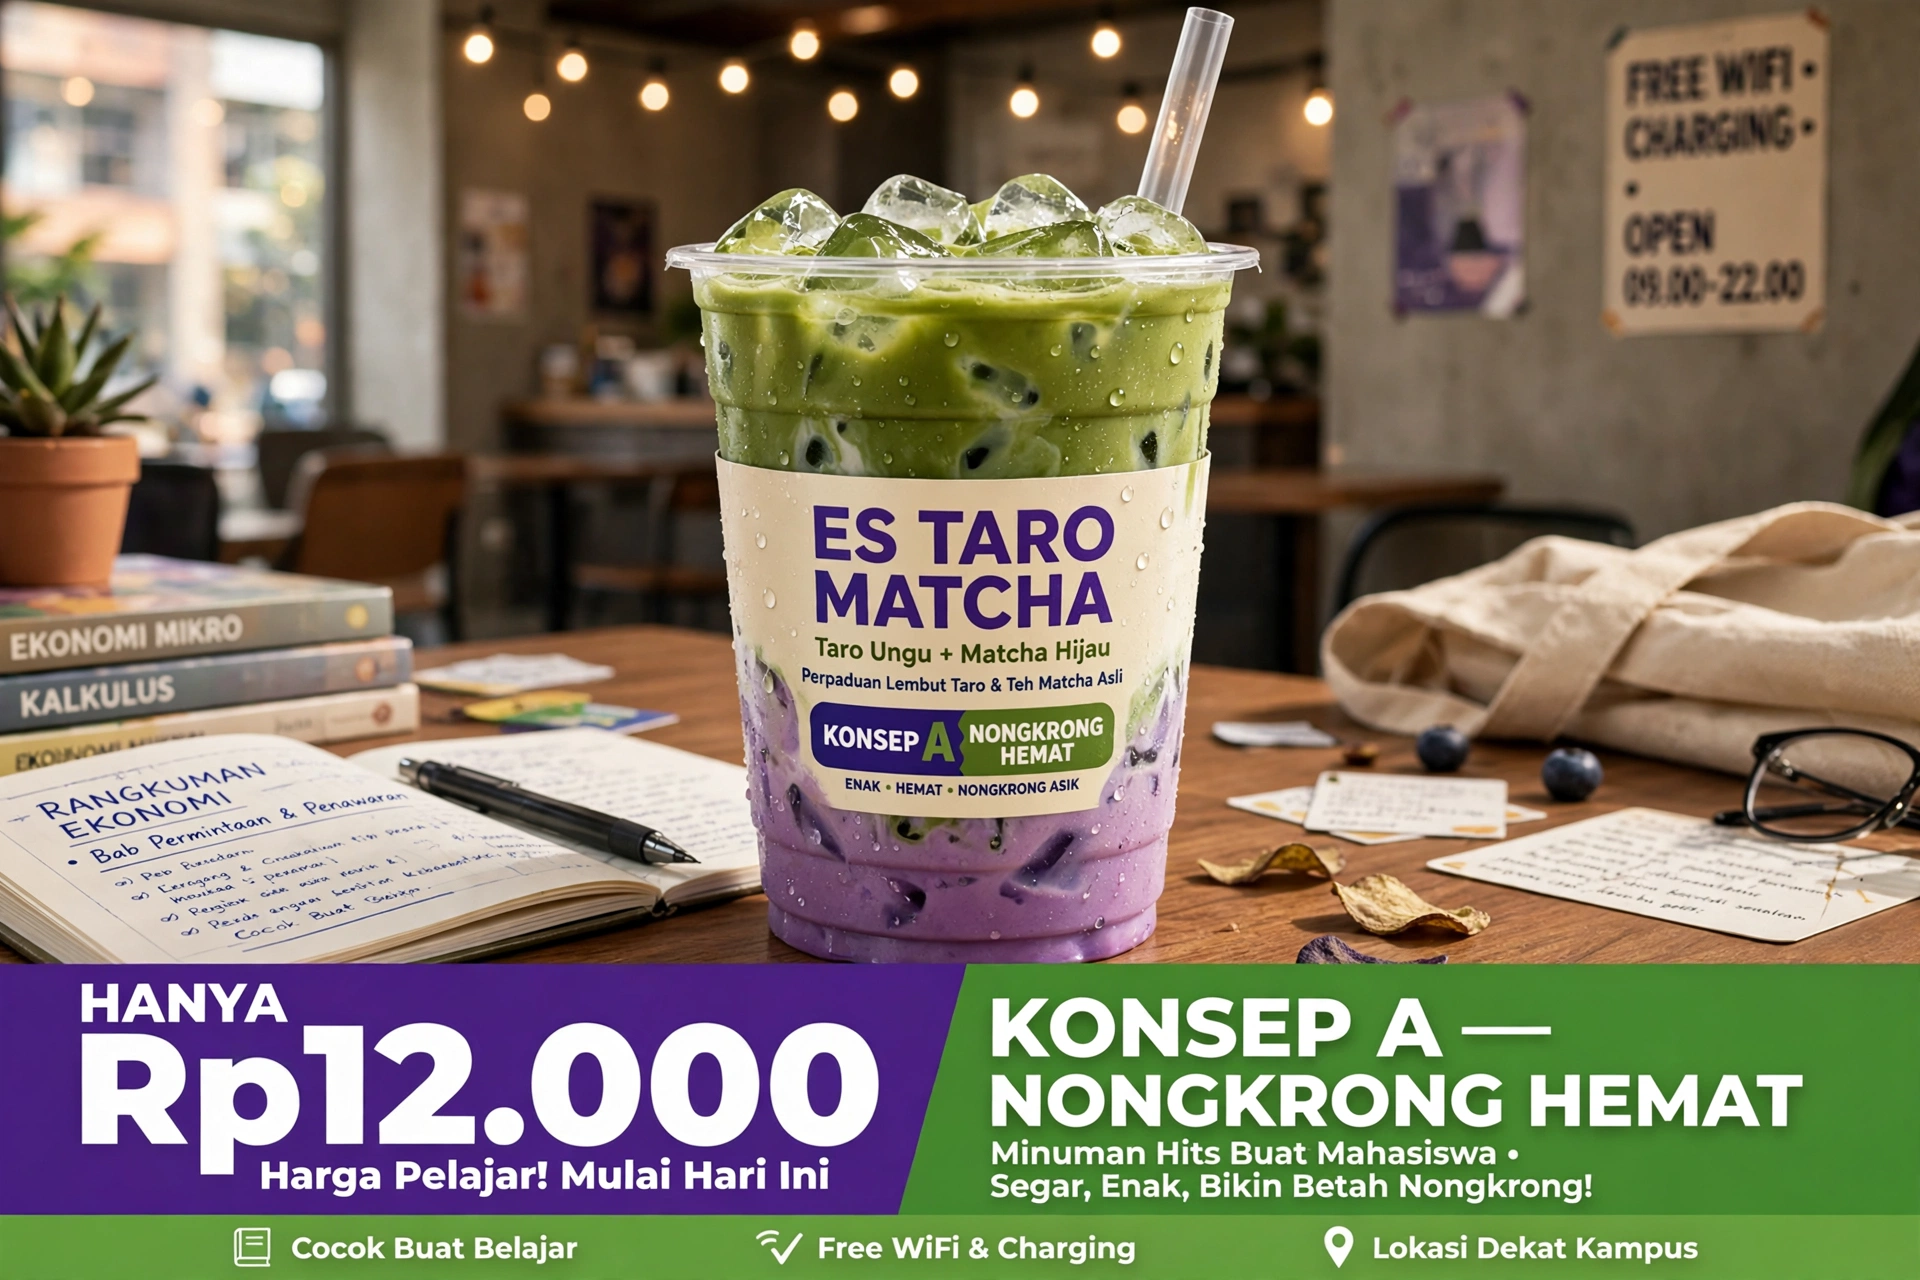 FREE WIFI •
CHARGING •
•
OPEN
09.00-22.00
ES TARO
MATCHA
Taro Ungu + Matcha Hijau
Perpaduan Lembut Taro & Teh Matcha Asli
KONSEP A NONGKRONG
HEMAT
ENAK • HEMAT • NONGKRONG ASIK
EKONOMI MIKRO
KALKULUS
RANGKUMAN
EKONOMI
• Bab Permintaan & Penawaran
Cocok Buat
HANYA
Rp12.000
Harga Pelajar! Mulai Hari Ini
KONSEP A —
NONGKRONG HEMAT
Minuman Hits Buat Mahasiswa •
Segar, Enak, Bikin Betah Nongkrong!
Cocok Buat Belajar
Free WiFi & Charging
Lokasi Dekat Kampus